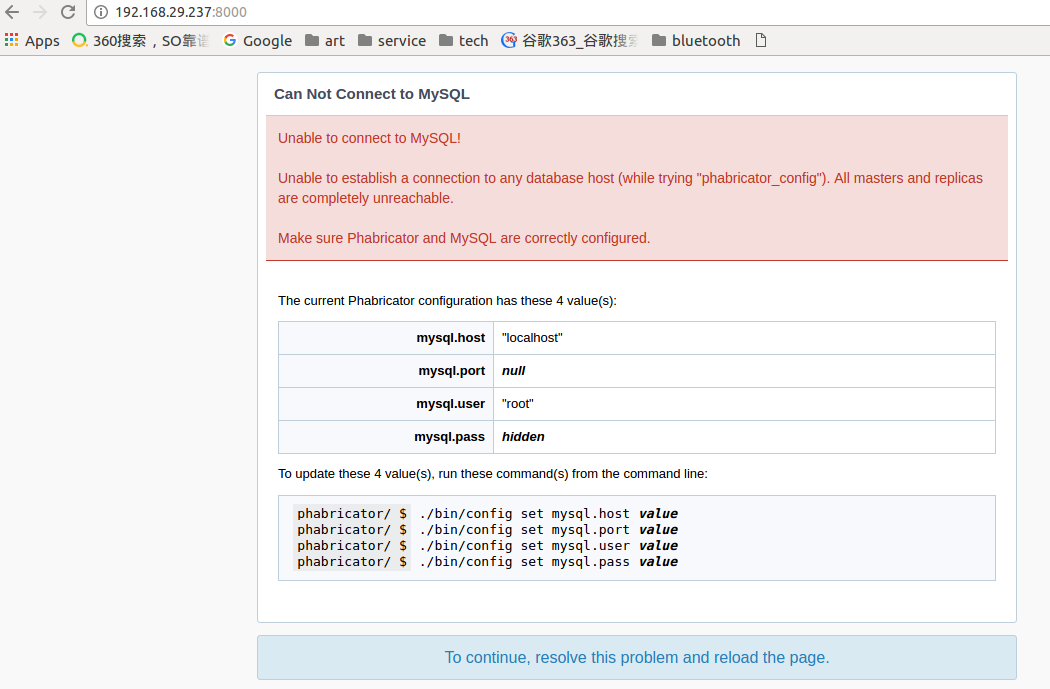 192.168.29.237:8000
Apps 360搜索，SO靠谱 Google art service tech 谷歌363_谷歌搜索 bluetooth
Can Not Connect to MySQL
Unable to connect to MySQL!
Unable to establish a connection to any database host (while trying "phabricator_config"). All masters and replicas
are completely unreachable.
Make sure Phabricator and MySQL are correctly configured.
The current Phabricator configuration has these 4 value(s):
mysql.host "localhost"
mysql.port null
mysql.user "root"
mysql.pass hidden
To update these 4 value(s), run these command(s) from the command line:
phabricator/ $ ./bin/config set mysql.host value
phabricator/ $ ./bin/config set mysql.port value
phabricator/ $ ./bin/config set mysql.user value
phabricator/ $ ./bin/config set mysql.pass value
To continue, resolve this problem and reload the page.